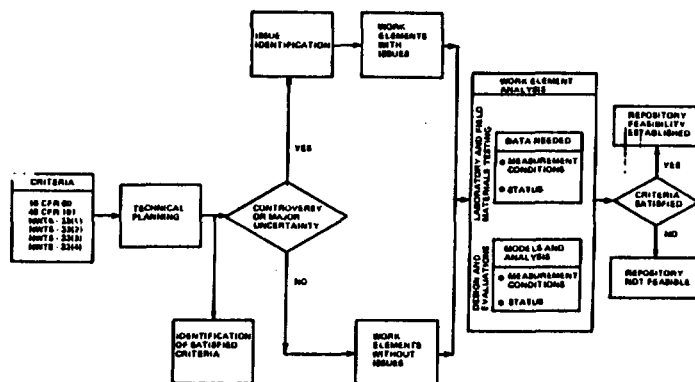 ISSUE
IDENTIFICATION
WORK
ELEMENTS
WITH
ISSUES
WORK ELEMENT
ANALYSIS
LABORATORY AND FIELD
MATERIALS TESTING
DATA NEEDED
MEASUREMENT
CONDITIONS
STATUS
REPOSITORY
FEASIBILITY
ESTABLISHED
YES
YES
CRITERIA
10 CFR 60
40 CFR 191
NWTS - 33(1)
NWTS - 33(2)
NWTS - 33(3)
NWTS - 33(4)
TECHNICAL
PLANNING
CONTROVERSY
OR MAJOR
UNCERTAINTY
CRITERIA
SATISFIED
NO
NO
DESIGN AND
EVALUATIONS
MODELS AND
ANALYSIS
MEASUREMENT
CONDITIONS
STATUS
REPOSITORY
NOT FEASIBLE
IDENTIFICATION
OF SATISFIED
CRITERIA
WORK
ELEMENTS
WITHOUT
ISSUES